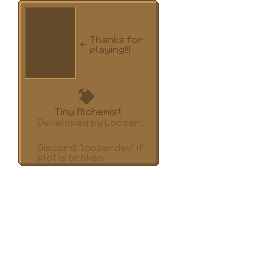 ← Thanks for
playing!!!
Tiny Alchemist
Developed by Looser.
Discord: 'looserdev' if
plot is broken